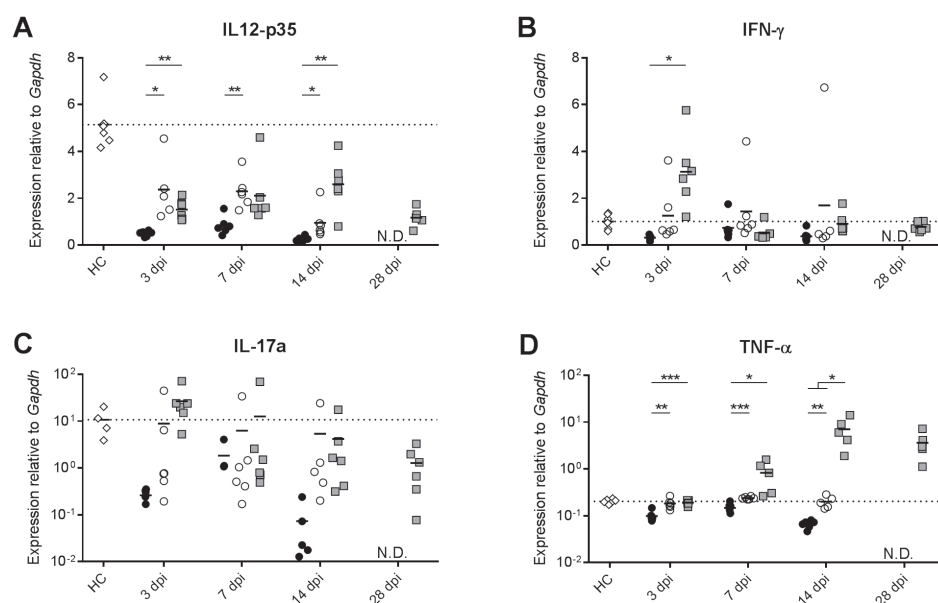 A
IL12-p35
Expression relative to Gapdh
8
6
4
2
0
**
*
**
**
*
N.D.
HC
3 dpi
7 dpi
14 dpi
28 dpi
B
IFN-γ
Expression relative to Gapdh
8
6
4
2
0
*
N.D.
HC
3 dpi
7 dpi
14 dpi
28 dpi
C
IL-17a
Expression relative to Gapdh
10²
10¹
10⁰
10⁻¹
10⁻²
N.D.
HC
3 dpi
7 dpi
14 dpi
28 dpi
D
TNF-α
Expression relative to Gapdh
10²
10¹
10⁰
10⁻¹
10⁻²
***
**
*
***
*
**
N.D.
HC
3 dpi
7 dpi
14 dpi
28 dpi